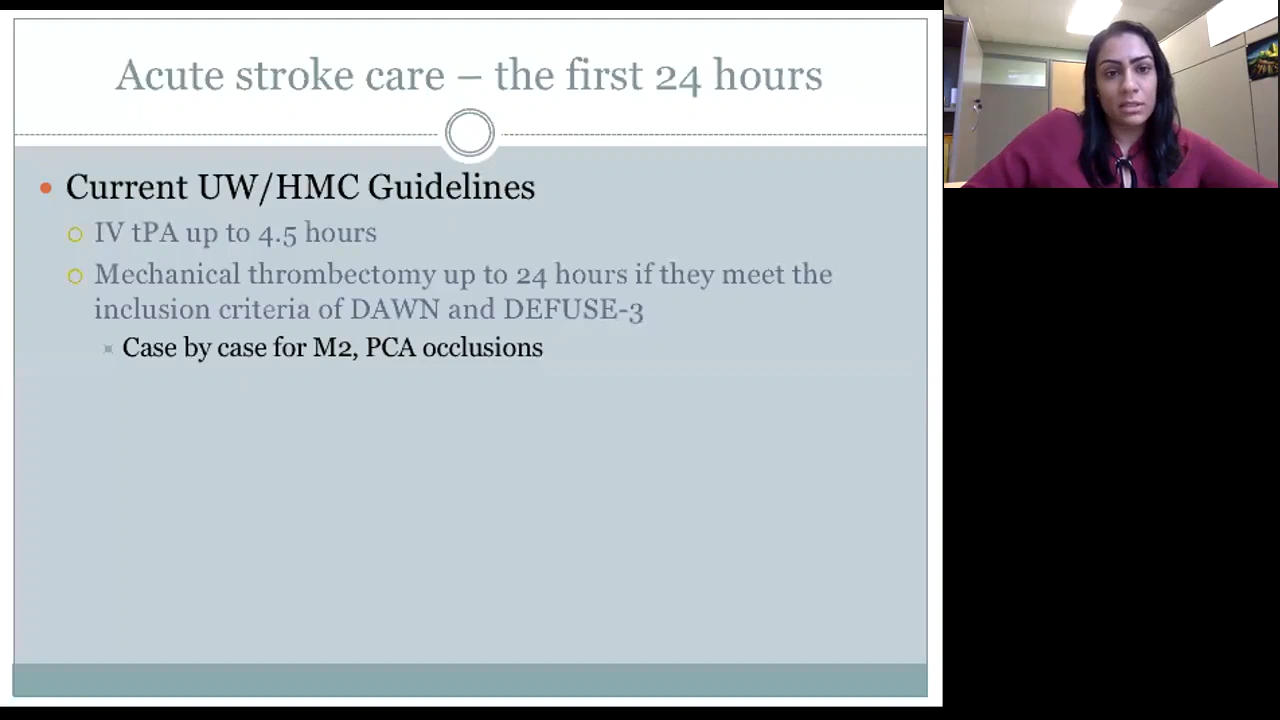 Acute stroke care – the first 24 hours
Current UW/HMC Guidelines
IV tPA up to 4.5 hours
Mechanical thrombectomy up to 24 hours if they meet the
inclusion criteria of DAWN and DEFUSE-3
Case by case for M2, PCA occlusions